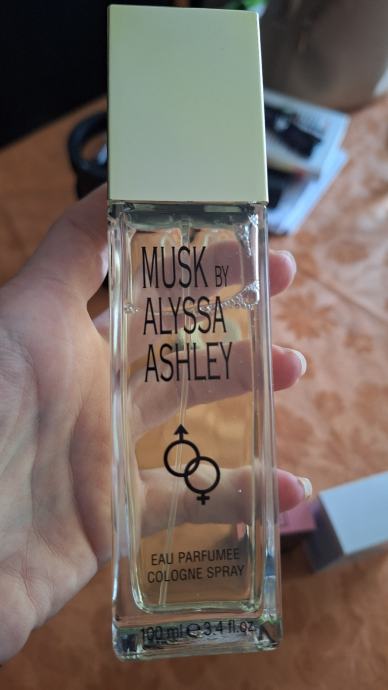 MUSK BY
ALYSSA
ASHLEY
EAU PARFUMEE
COLOGNE SPRAY
100 ml ℮ 3.4 fl.oz.